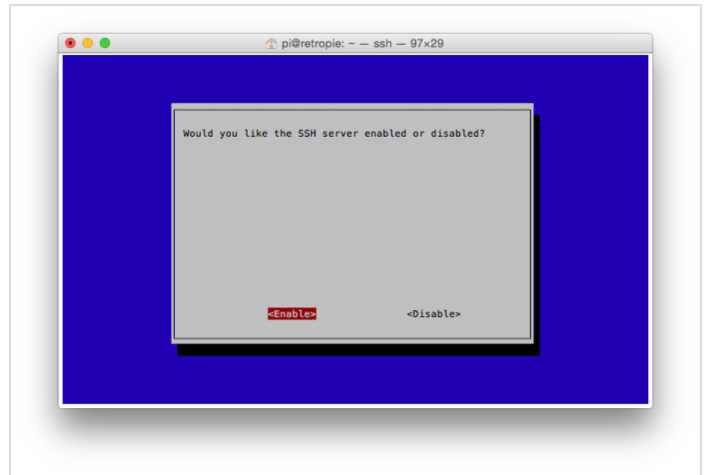 pi@retropie: ~ — ssh — 97×29
Would you like the SSH server enabled or disabled?
<Enable> <Disable>